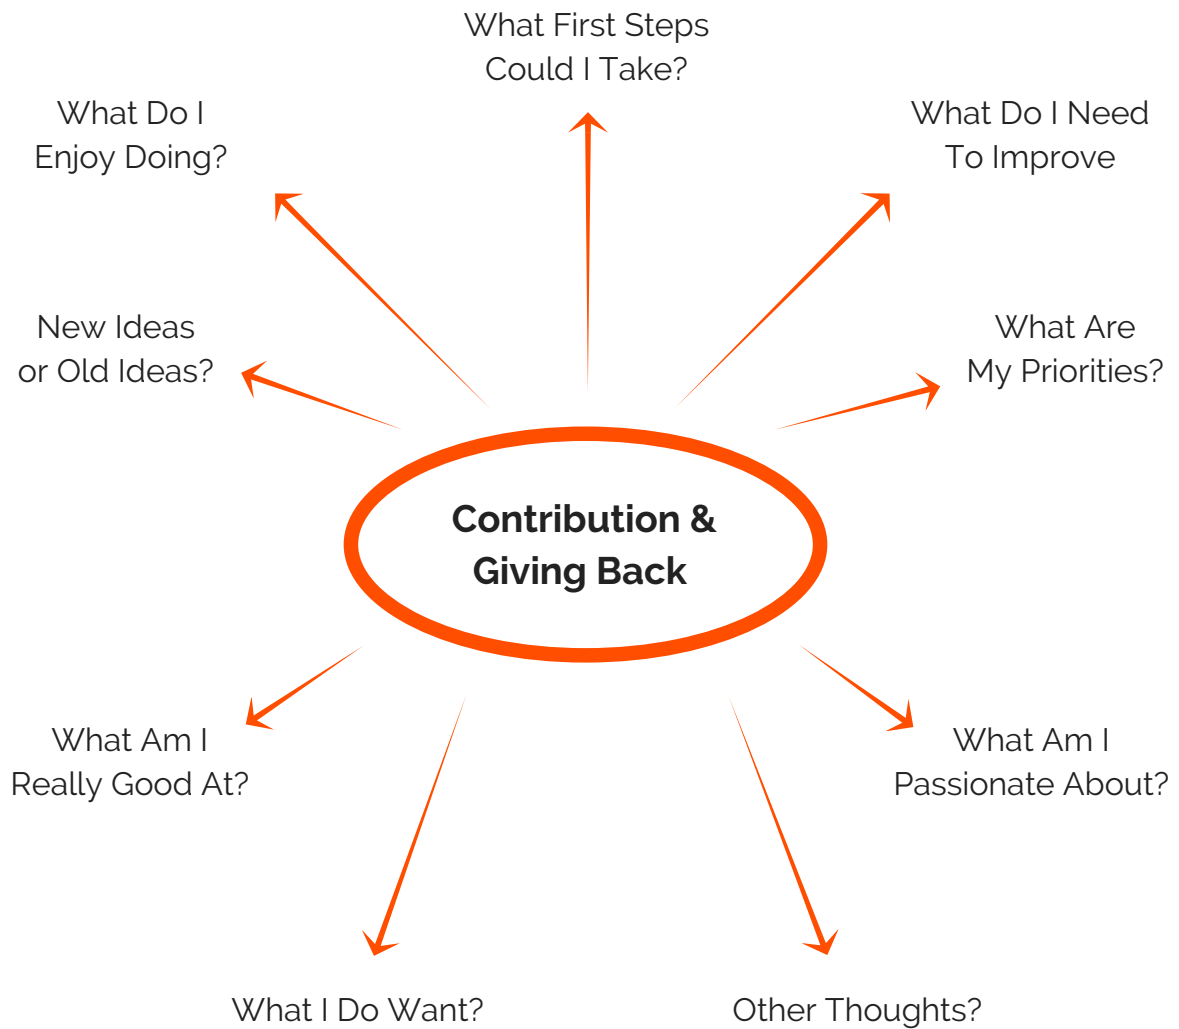 What First Steps
Could I Take?
What Do I
Enjoy Doing?
What Do I Need
To Improve
New Ideas
or Old Ideas?
What Are
My Priorities?
Contribution &
Giving Back
What Am I
Really Good At?
What Am I
Passionate About?
What I Do Want?
Other Thoughts?